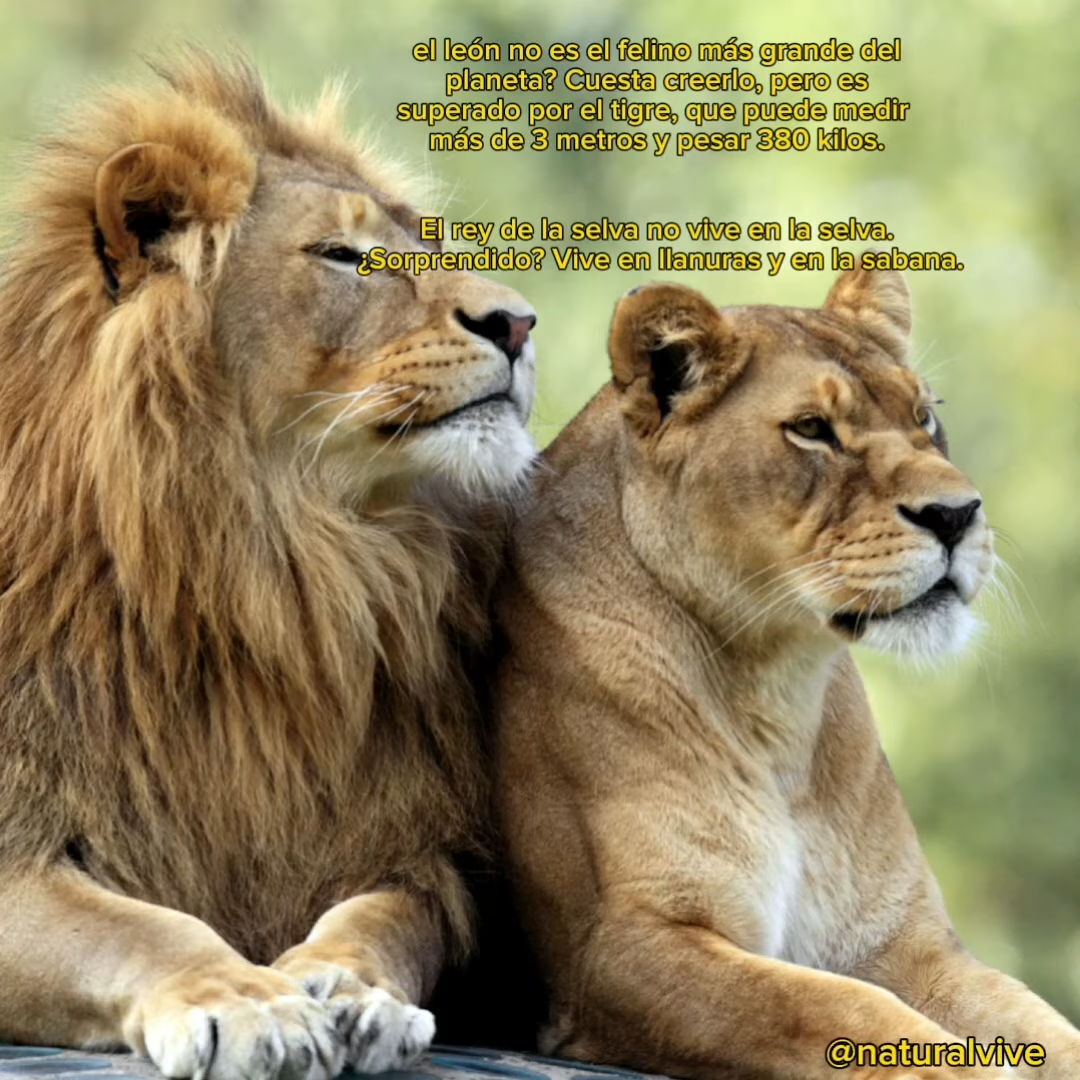 el león no es el felino más grande del
planeta? Cuesta creerlo, pero es
superado por el tigre, que puede medir
más de 3 metros y pesar 380 kilos.
El rey de la selva no vive en la selva.
¿Sorprendido? Vive en llanuras y en la sabana.
@naturalvive